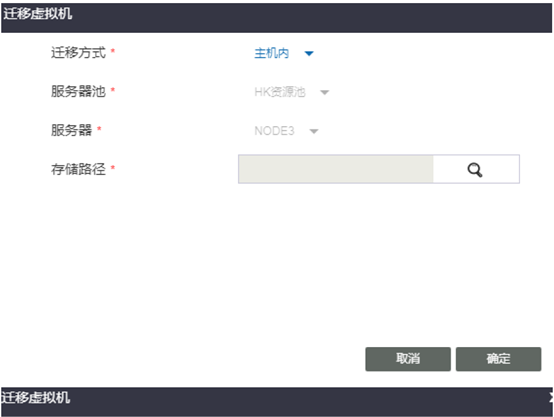 迁移虚拟机
迁移方式 * 主机内
服务器池 * HK资源池
服务器 * NODE3
存储路径 *
取消 确定
迁移虚拟机